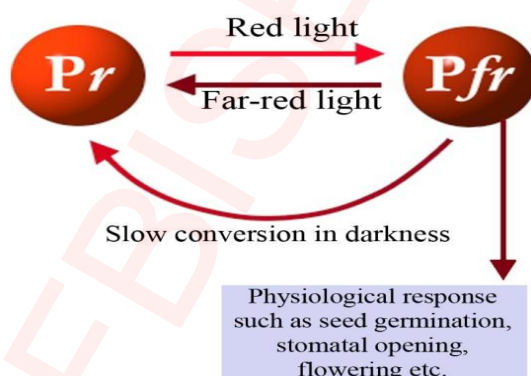 Red light
Pr
Pfr
Far-red light
Slow conversion in darkness
Physiological response
such as seed germination,
stomatal opening,
flowering etc.